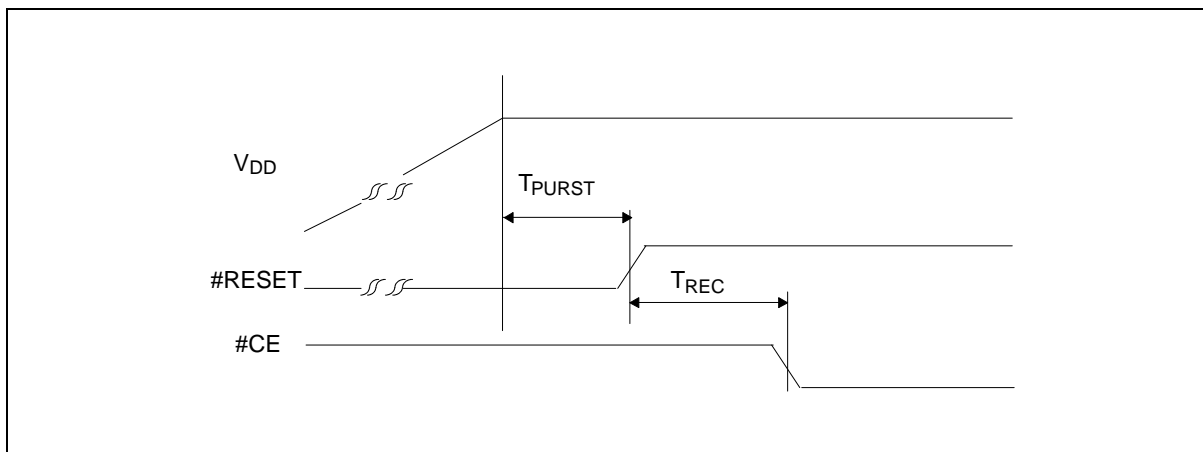 VDD
TPURST
#RESET
TREC
#CE